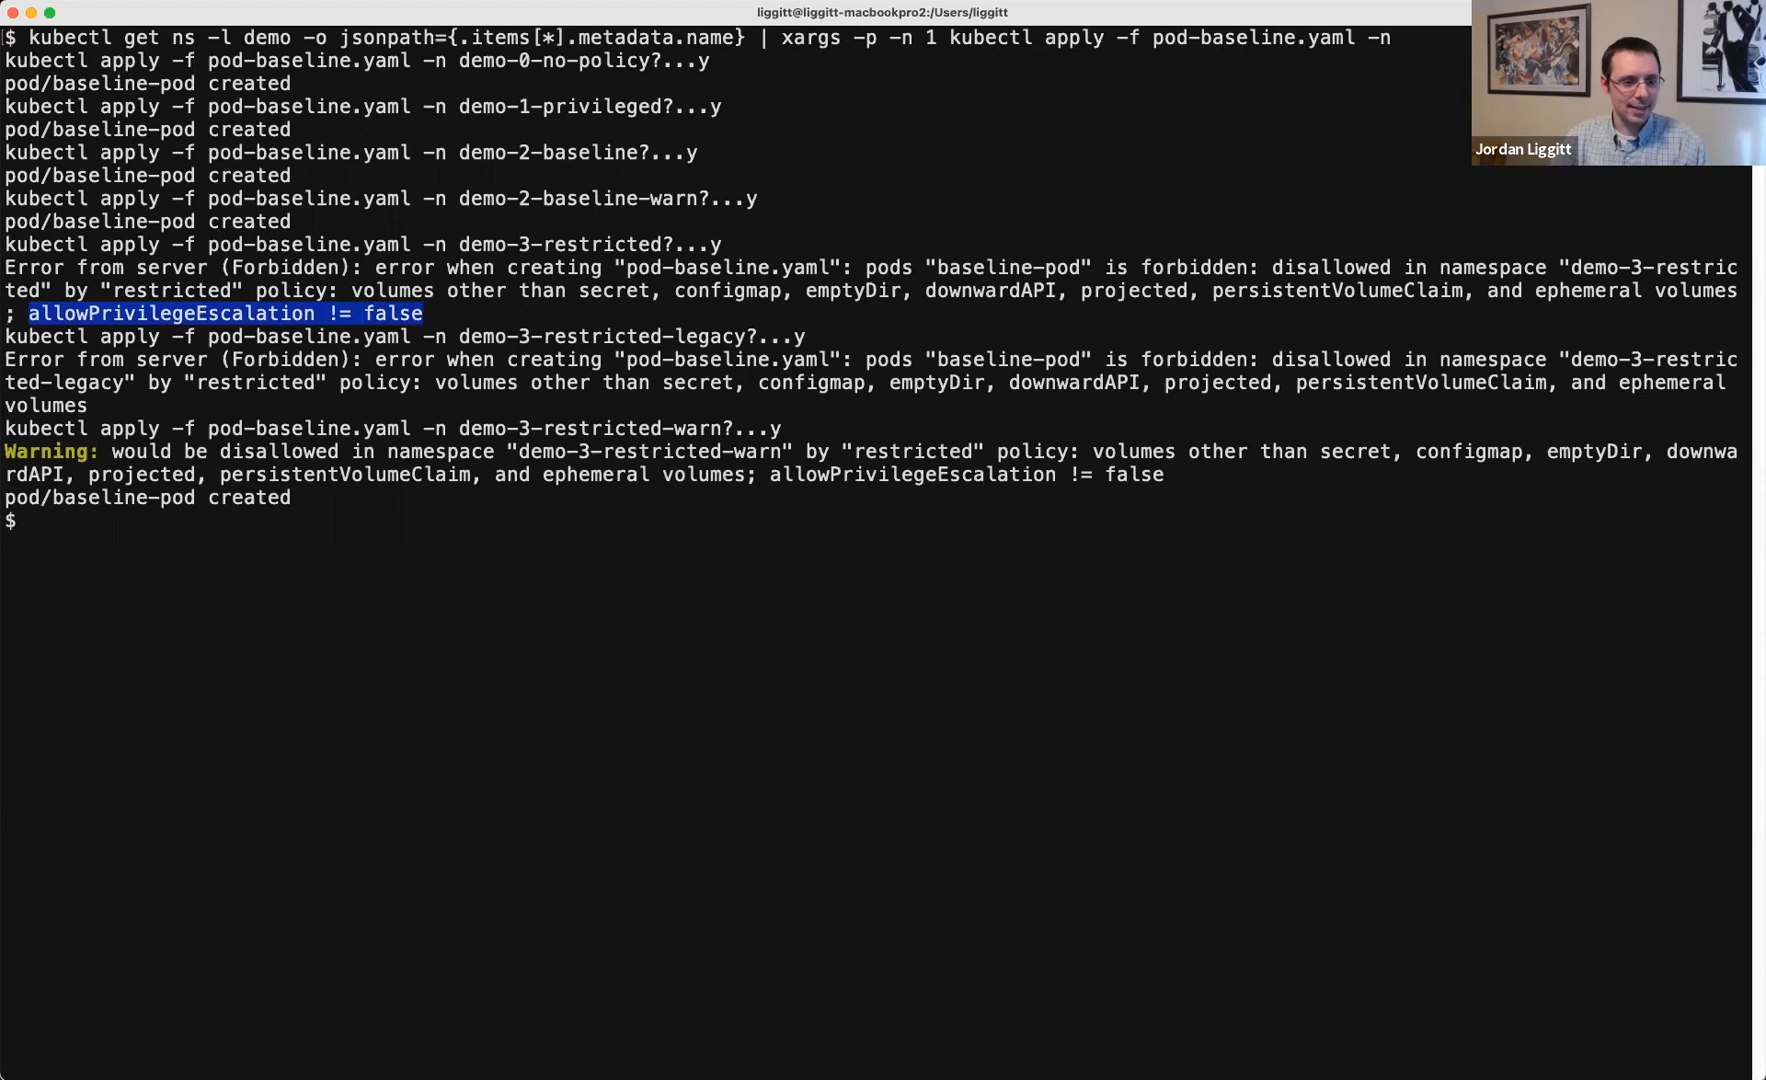 liggitt@liggitt-macbookpro2:/Users/liggitt
$ kubectl get ns -l demo -o jsonpath={.items[*].metadata.name} | xargs -p -n 1 kubectl apply -f pod-baseline.yaml -n
kubectl apply -f pod-baseline.yaml -n demo-0-no-policy?...y
pod/baseline-pod created
kubectl apply -f pod-baseline.yaml -n demo-1-privileged?...y
pod/baseline-pod created
kubectl apply -f pod-baseline.yaml -n demo-2-baseline?...y
pod/baseline-pod created
kubectl apply -f pod-baseline.yaml -n demo-2-baseline-warn?...y
pod/baseline-pod created
kubectl apply -f pod-baseline.yaml -n demo-3-restricted?...y
Error from server (Forbidden): error when creating "pod-baseline.yaml": pods "baseline-pod" is forbidden: disallowed in namespace "demo-3-restric
ted" by "restricted" policy: volumes other than secret, configmap, emptyDir, downwardAPI, projected, persistentVolumeClaim, and ephemeral volumes
; allowPrivilegeEscalation != false
kubectl apply -f pod-baseline.yaml -n demo-3-restricted-legacy?...y
Error from server (Forbidden): error when creating "pod-baseline.yaml": pods "baseline-pod" is forbidden: disallowed in namespace "demo-3-restric
ted-legacy" by "restricted" policy: volumes other than secret, configmap, emptyDir, downwardAPI, projected, persistentVolumeClaim, and ephemeral
volumes
kubectl apply -f pod-baseline.yaml -n demo-3-restricted-warn?...y
Warning: would be disallowed in namespace "demo-3-restricted-warn" by "restricted" policy: volumes other than secret, configmap, emptyDir, downwa
rdAPI, projected, persistentVolumeClaim, and ephemeral volumes; allowPrivilegeEscalation != false
pod/baseline-pod created
$
Jordan Liggitt